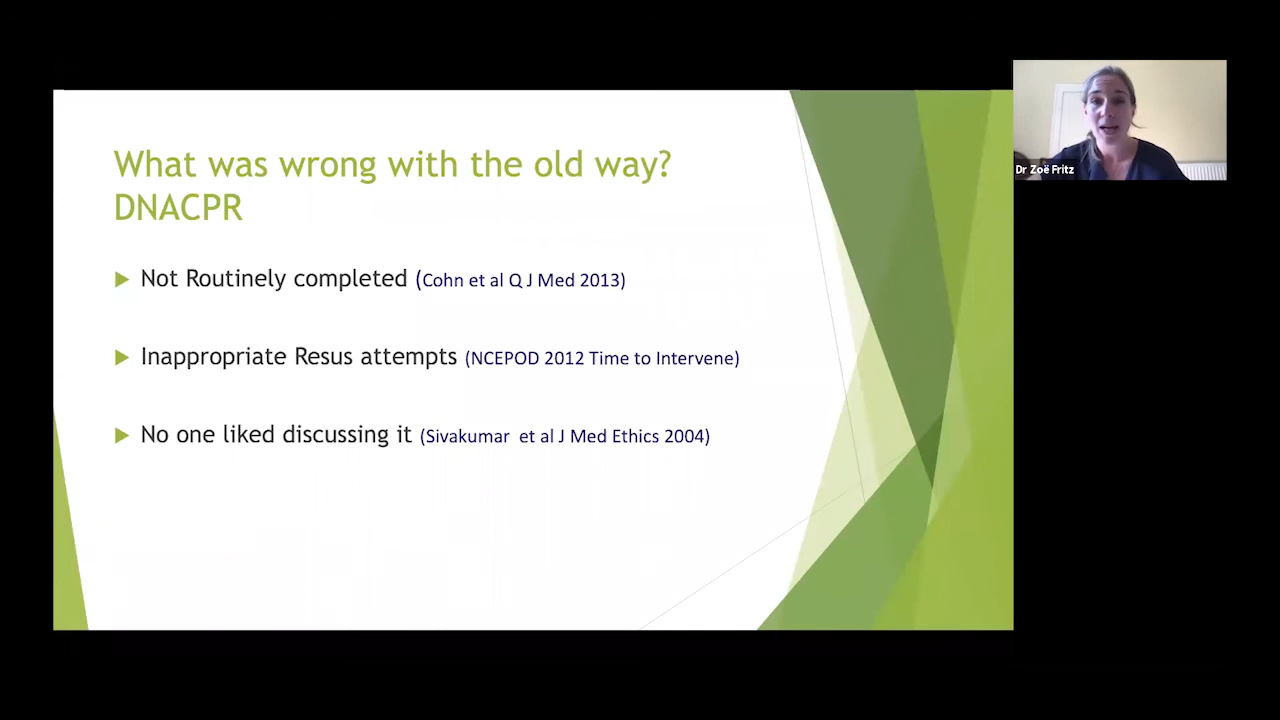 What was wrong with the old way?
DNACPR
Not Routinely completed (Cohn et al Q J Med 2013)
Inappropriate Resus attempts (NCEPOD 2012 Time to Intervene)
No one liked discussing it (Sivakumar et al J Med Ethics 2004)
Dr Zoë Fritz